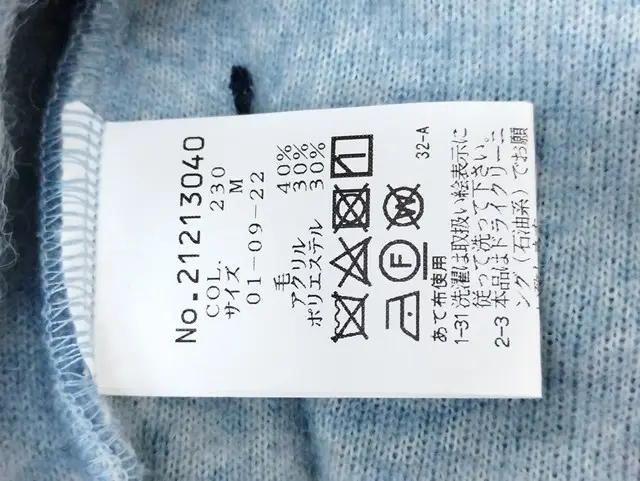 No. 21213040
COL. 230
サイズ M
01-09-22
毛 40%
アクリル 30%
ポリエステル 30%
F W
あて布使用
32-A
1-31 洗濯は取扱い絵表示に
従って洗って下さい。
2-3 本品はドライクリーニ
ング（石油系）でお願